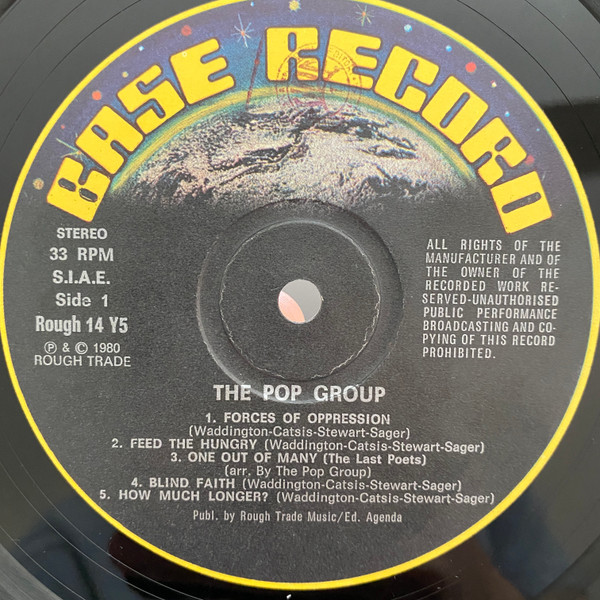 BASE RECORD
STEREO
33 RPM
S.I.A.E.
Side 1
Rough 14 Y5
Ⓟ & © 1980
ROUGH TRADE
ALL RIGHTS OF THE
MANUFACTURER AND OF
THE OWNER OF THE
RECORDED WORK RE-
SERVED-UNAUTHORISED
PUBLIC PERFORMANCE
BROADCASTING AND CO-
PYING OF THIS RECORD
PROHIBITED.
THE POP GROUP
1. FORCES OF OPPRESSION
(Waddington-Catsis-Stewart-Sager)
2. FEED THE HUNGRY (Waddington-Catsis-Stewart-Sager)
3. ONE OUT OF MANY (The Last Poets)
(arr. By The Pop Group)
4. BLIND FAITH (Waddington-Catsis-Stewart-Sager)
5. HOW MUCH LONGER? (Waddington-Catsis-Stewart-Sager)
Publ. by Rough Trade Music/Ed. Agenda